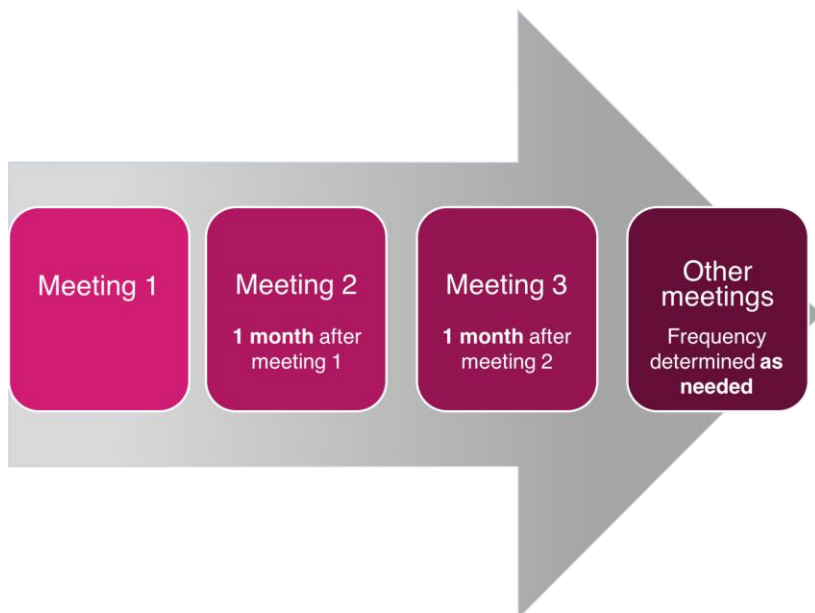 Meeting 1
Meeting 2
1 month after
meeting 1
Meeting 3
1 month after
meeting 2
Other
meetings
Frequency
determined as
needed